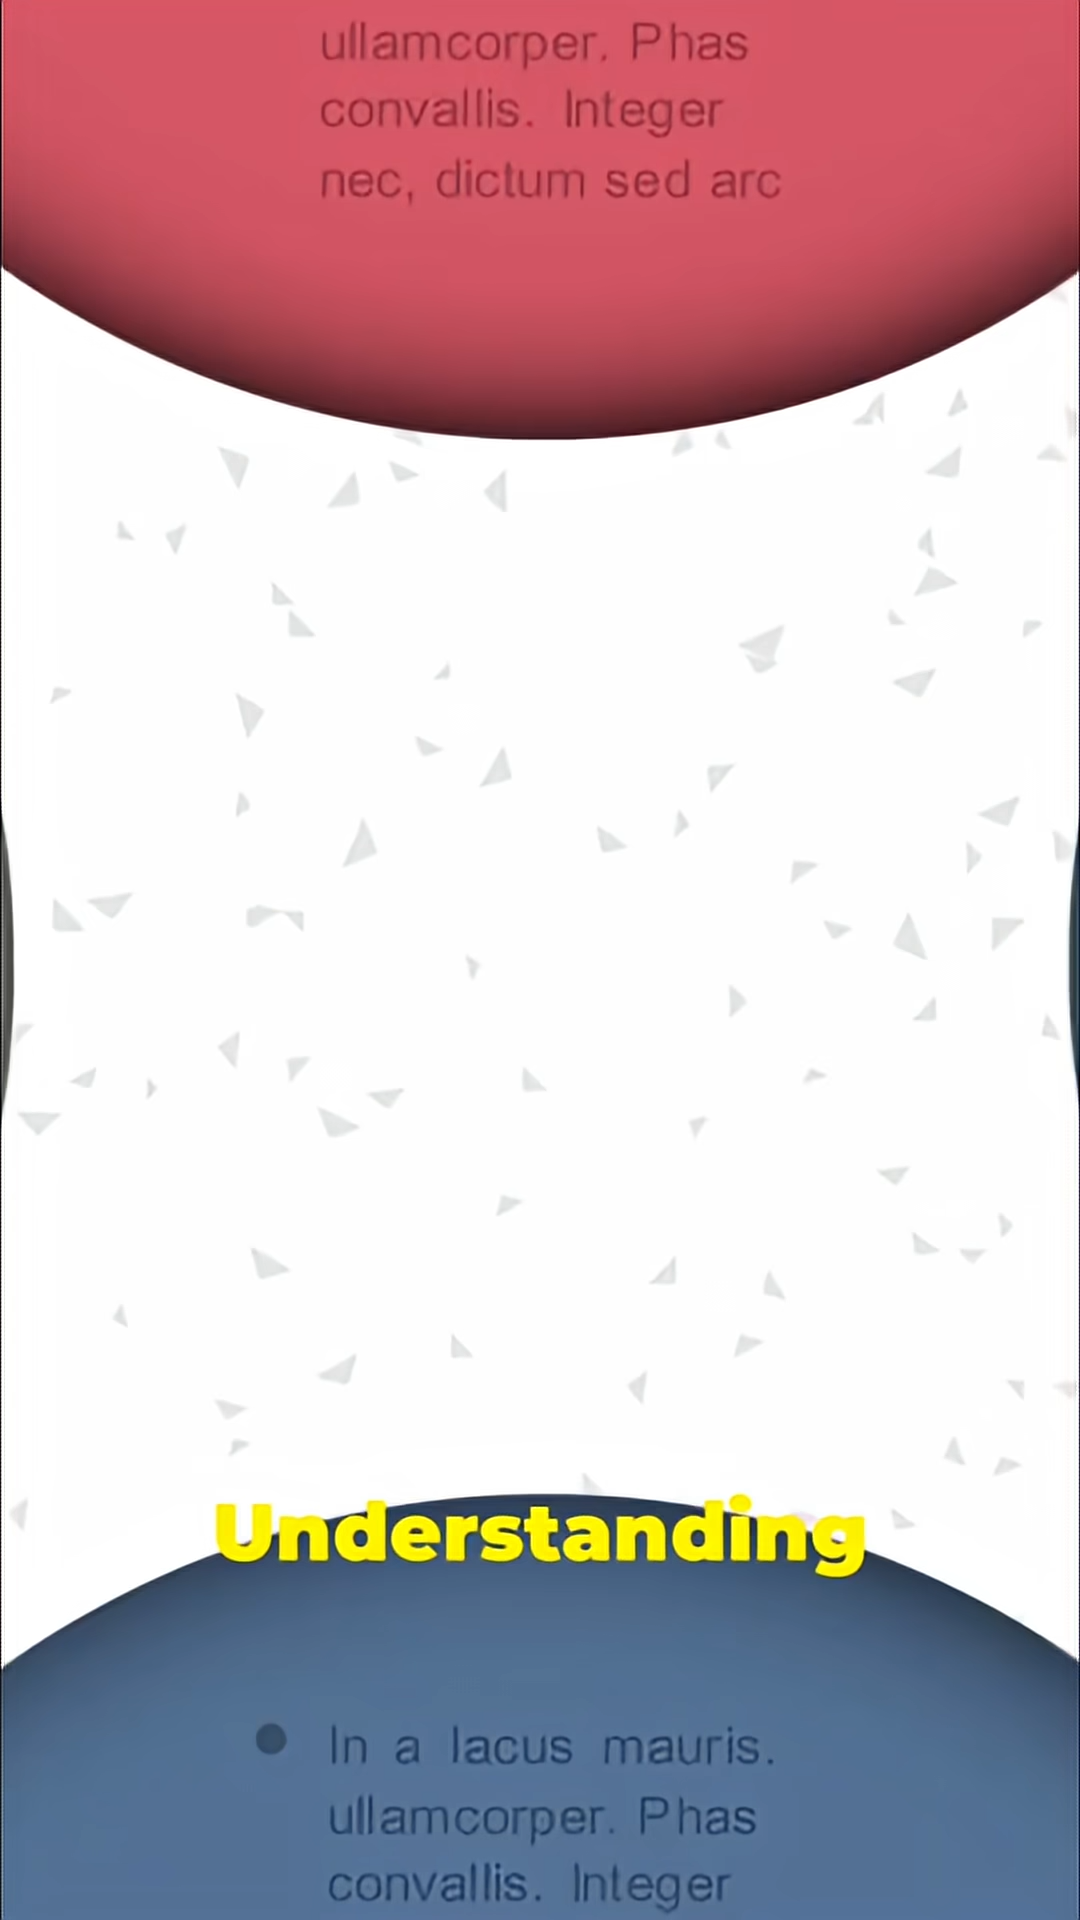 ullamcorper. Phas
convallis. Integer
nec, dictum sed arc
Understanding
● In a lacus mauris.
ullamcorper. Phas
convallis. Integer